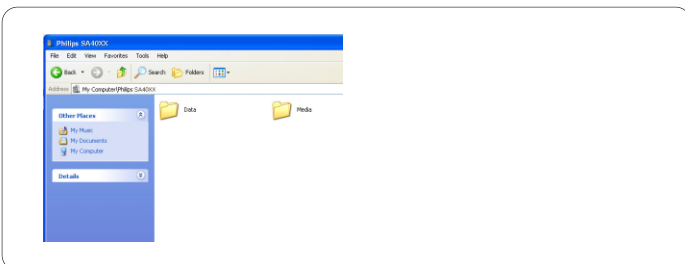 Philips SA40XX
File Edit View Favorites Tools Help
Back Search Folders
Address My Computer\Philips SA40XX
Other Places
My Music
My Documents
My Computer
Details
Data
Media